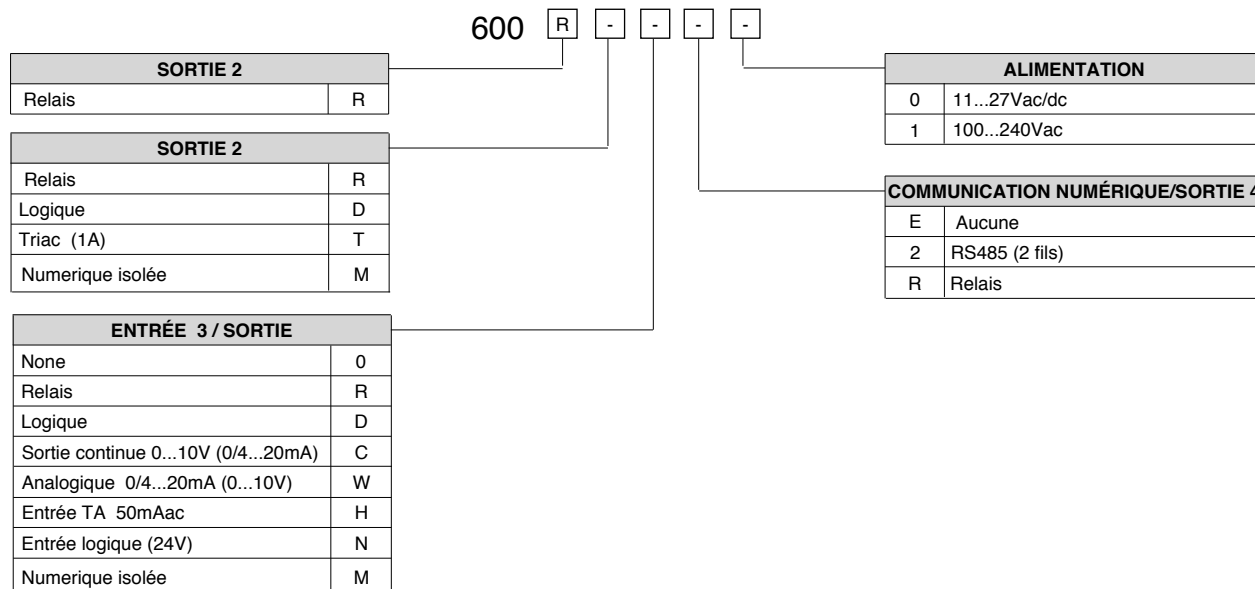 600 R - - - -
SORTIE 2
Relais R
SORTIE 2
Relais R
Logique D
Triac (1A) T
Numerique isolée M
ENTRÉE 3 / SORTIE
None 0
Relais R
Logique D
Sortie continue 0...10V (0/4...20mA) C
Analogique 0/4...20mA (0...10V) W
Entrée TA 50mAac H
Entrée logique (24V) N
Numerique isolée M
ALIMENTATION
0 11...27Vac/dc
1 100...240Vac
COMMUNICATION NUMÉRIQUE/SORTIE 4
E Aucune
2 RS485 (2 fils)
R Relais